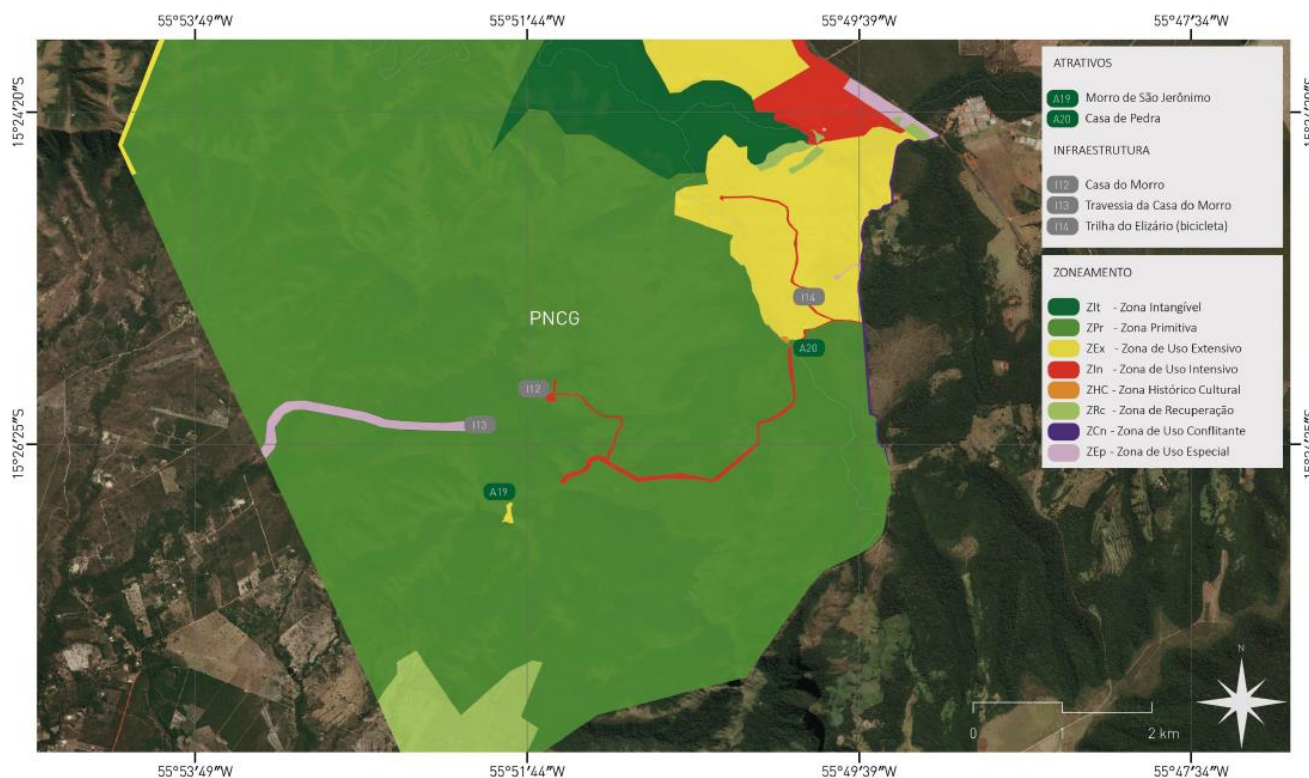 55°53'49"W 55°51'44"W 55°49'39"W 55°47'34"W
15°24'20"S
15°24'20"S
15°26'25"S
ATRATIVOS
A19 Morro de São Jerônimo
A20 Casa de Pedra
INFRAESTRUTURA
I12 Casa do Morro
I13 Travessia da Casa do Morro
I14 Trilha do Elizário (bicicleta)
ZONEAMENTO
ZIt - Zona Intangível
ZPr - Zona Primitiva
ZEx - Zona de Uso Extensivo
ZIn - Zona de Uso Intensivo
ZHC - Zona Histórico Cultural
ZRc - Zona de Recuperação
ZCn - Zona de Uso Conflitante
ZEp - Zona de Uso Especial
I14
PNCG
A20
I12
I13
A19
N
0 1 2 km
55°53'49"W 55°51'44"W 55°49'39"W 55°47'34"W